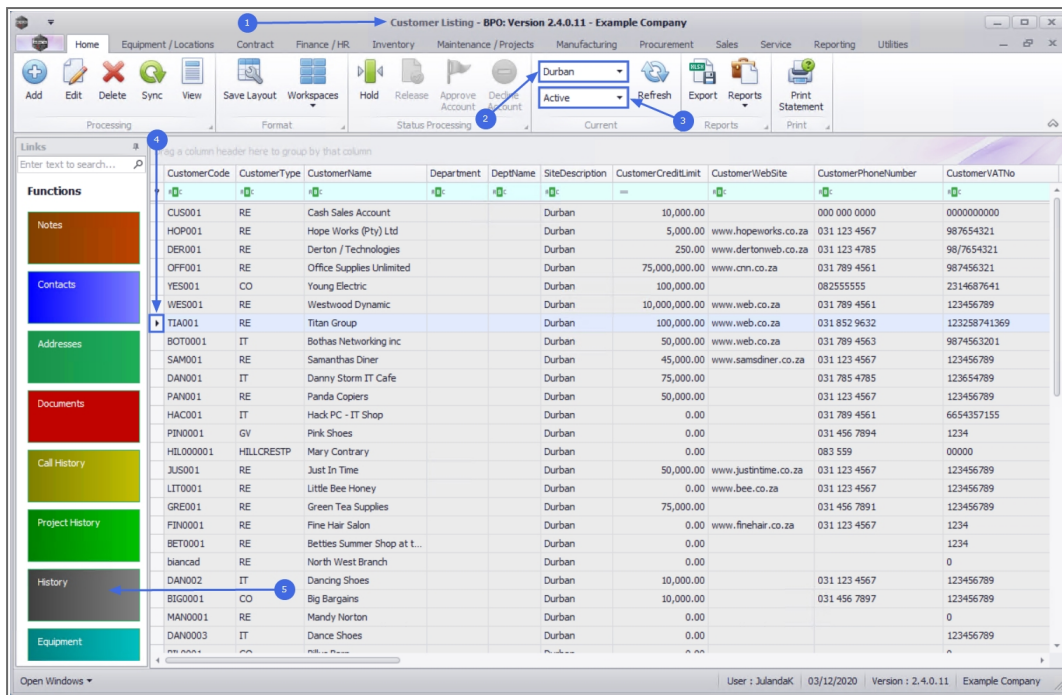 1 Customer Listing - BPO: Version 2.4.0.11 - Example Company
Home Equipment / Locations Contract Finance / HR Inventory Maintenance / Projects Manufacturing Procurement Sales Service Reporting Utilities
Add Edit Delete Sync View Save Layout Workspaces Hold Release Approve Account Decline Account Durban Active Refresh Export Reports Print Statement
2 3
Processing Format Status Processing Current Reports Print
4
Links
Enter text to search...
Functions
Notes
Contacts
Addresses
Documents
Call History
Project History
History
5
Equipment
drag a column header here to group by that column
CustomerCode CustomerType CustomerName Department DeptName SiteDescription CustomerCreditLimit CustomerWebSite CustomerPhoneNumber CustomerVATNo
CUS001 RE Cash Sales Account Durban 10,000.00 000 000 0000 0000000000
HOP001 RE Hope Works (Pty) Ltd Durban 5,000.00 www.hopeworks.co.za 031 123 4567 987654321
DER001 RE Derton / Technologies Durban 250.00 www.dertonweb.co.za 031 123 4785 98/7654321
OFF001 RE Office Supplies Unlimited Durban 75,000,000.00 www.cnn.co.za 031 789 4561 987456321
YES001 CO Young Electric Durban 100,000.00 082555555 2314687641
WES001 RE Westwood Dynamic Durban 10,000,000.00 www.web.co.za 031 789 4561 123456789
TIA001 RE Titan Group Durban 100,000.00 www.web.co.za 031 852 9632 123258741369
BOT0001 IT Bothas Networking inc Durban 50,000.00 www.web.co.za 031 789 4563 9874563201
SAM001 RE Samanthas Diner Durban 45,000.00 www.samsdiner.co.za 031 123 4567 123456789
DAN001 IT Danny Storm IT Cafe Durban 75,000.00 031 785 4785 123654789
PAN001 RE Panda Copiers Durban 50,000.00 031 123 4567 123456789
HAC001 IT Hack PC - IT Shop Durban 0.00 031 789 4561 6654357155
PIN0001 GV Pink Shoes Durban 0.00 031 456 7894 1234
HIL000001 HILLCRESTP Mary Contrary Durban 0.00 083 559 00000
JUS001 RE Just In Time Durban 50,000.00 www.justintime.co.za 031 123 4567 123456789
LIT0001 RE Little Bee Honey Durban 0.00 www.bee.co.za 031 123 4567 123456789
GRE001 RE Green Tea Supplies Durban 75,000.00 031 456 7891 123456789
FIN0001 RE Fine Hair Salon Durban 0.00 www.finehair.co.za 031 123 4567 1234
BET0001 RE Betties Summer Shop at t... Durban 0.00 1234
biancad RE North West Branch Durban 0.00 0
DAN002 IT Dancing Shoes Durban 10,000.00 031 123 4567 123456789
BIG0001 CO Big Bargains Durban 10,000.00 031 456 7897 123456789
MAN0001 RE Mandy Norton Durban 0.00 0
DAN0003 IT Dance Shoes Durban 0.00 123456789
Open Windows User : JulandaK 03/12/2020 Version : 2.4.0.11 Example Company